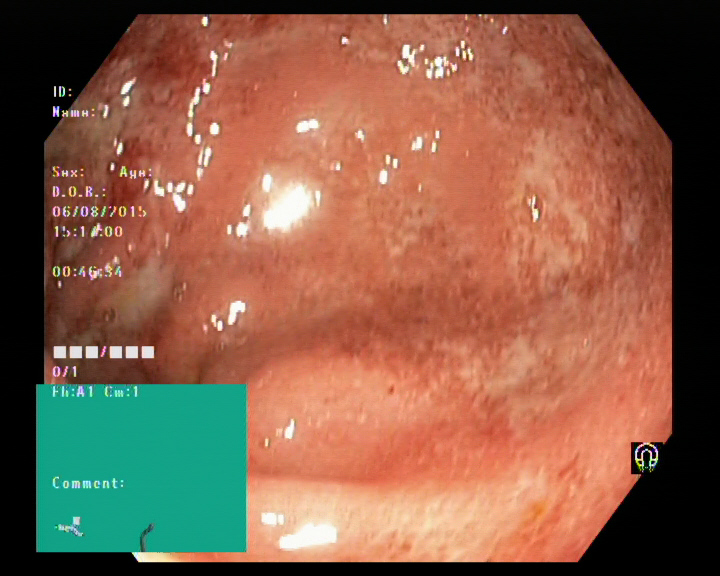 ID:
Name:
Sex: Age:
D.O.B.:
06/08/2015
15:17:00
00:46:34
■■■/■■■
0/1
Eh:A1 Cm:1
Comment: